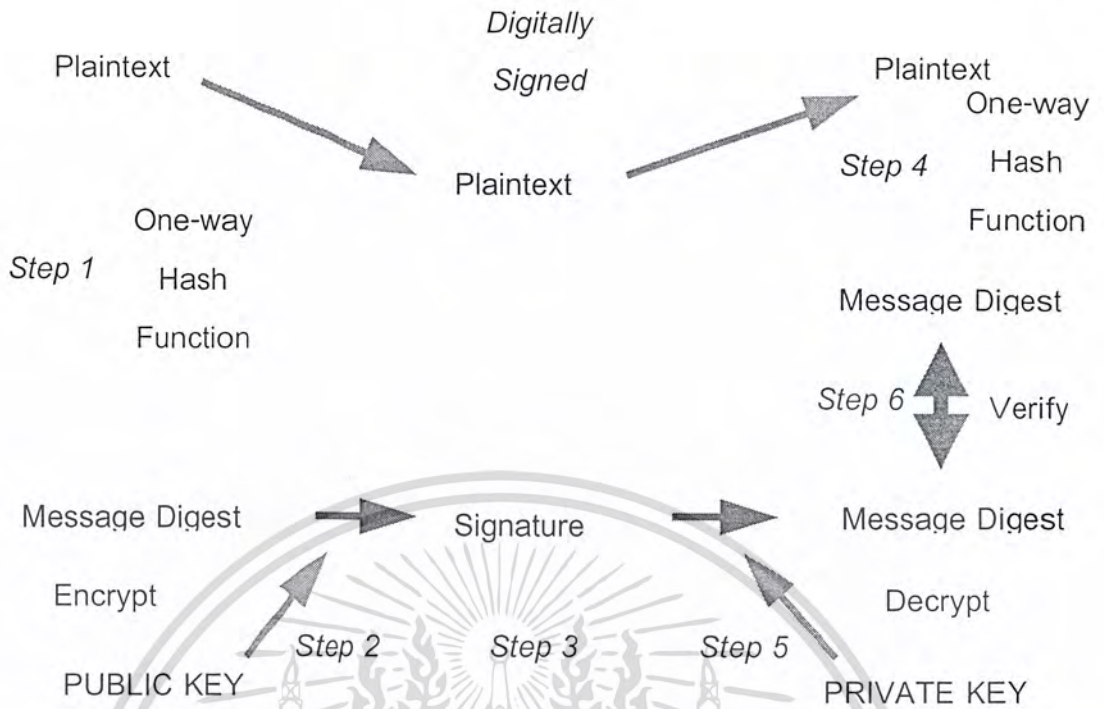 Digitally
Plaintext
Signed
Plaintext
One-way
Step 4
Hash
Plaintext
Function
One-way
Step 1
Hash
Message Digest
Function
Step 6
Verify
Message Digest
Signature
Message Digest
Encrypt
Decrypt
Step 2
Step 3
Step 5
PUBLIC KEY
PRIVATE KEY